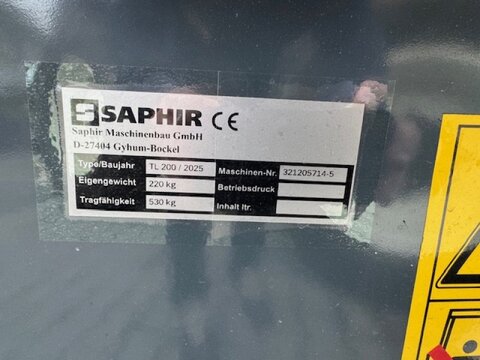 SAPHIR CE
Saphir Maschinenbau GmbH
D-27404 Gyhum-Bockel
Type/Baujahr TL 200 / 2025 Maschinen-Nr. 321205714-5
Eigengewicht 220 kg Betriebsdruck
Tragfähigkeit 530 kg Inhalt ltr.